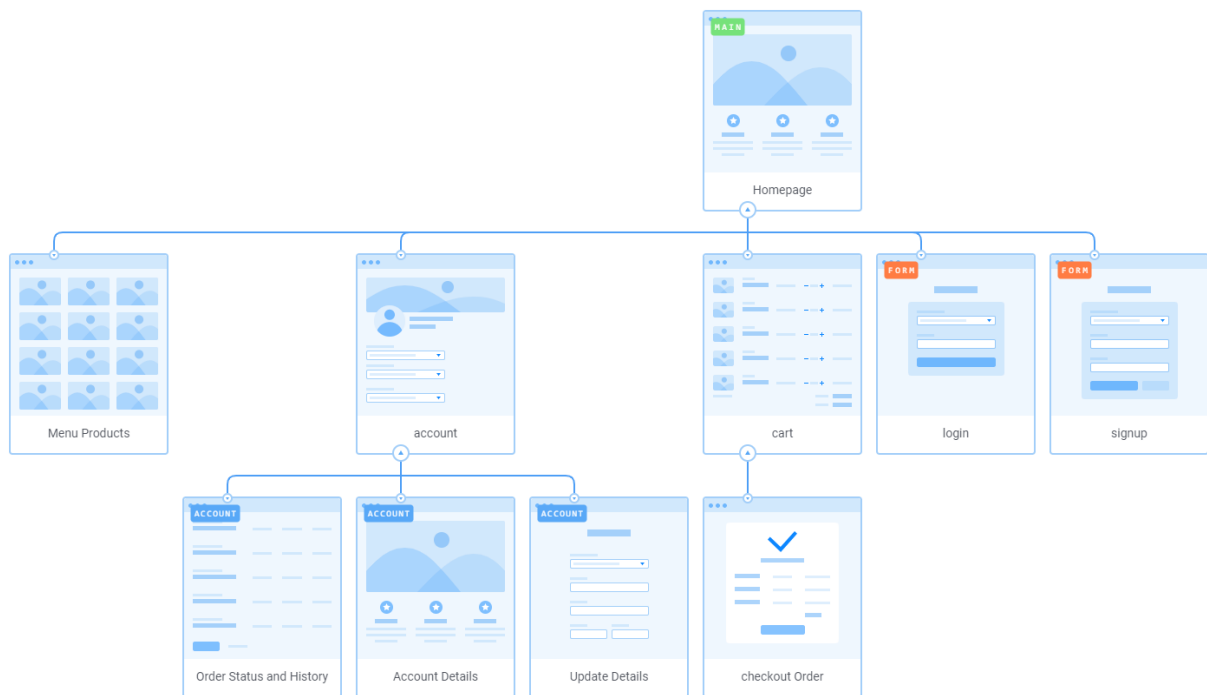 MAIN
Homepage
FORM
FORM
Menu Products
account
cart
login
signup
ACCOUNT
ACCOUNT
ACCOUNT
Order Status and History
Account Details
Update Details
checkout Order